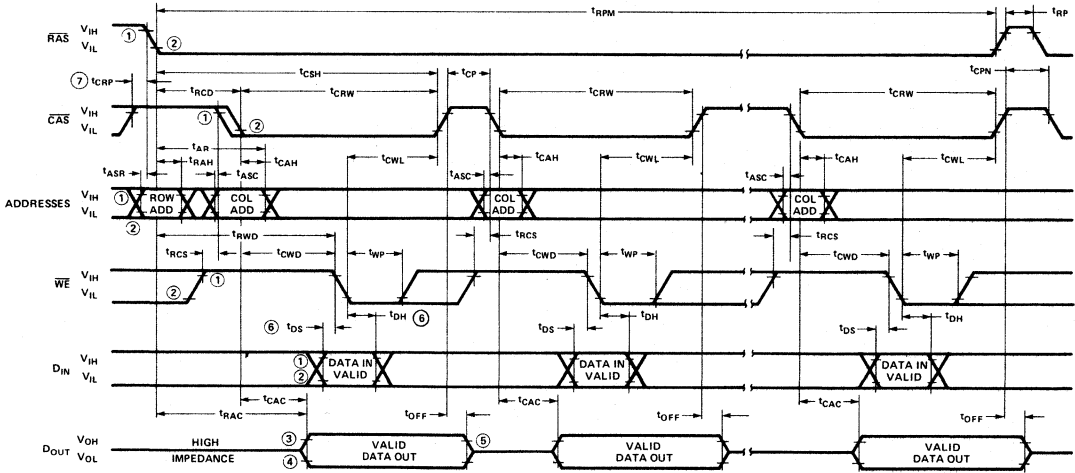 tRPM
tRP
RAS VIH VIL ① ②
tCSH
tCP
tCPN
⑦ tCRP
tRCD
tCRW
tCRW
tCRW
CAS VIH VIL ① ②
tAR
tRAH
tCAH
tCWL
tCAH
tCWL
tCAH
tCWL
tASR
tASC
tASC
tASC
ADDRESSES VIH VIL ① ②
ROW ADD
COL ADD
COL ADD
COL ADD
tRWD
tRCS
tRCS
tRCS
tCWD
tWP
tCWD
tWP
tCWD
tWP
WE VIH VIL ① ②
⑥ tDS
tDH ⑥
tDS
tDH
tDS
tDH
DIN VIH VIL ① ②
DATA IN VALID
DATA IN VALID
DATA IN VALID
tCAC
tCAC
tCAC
tRAC
tOFF
tOFF
tOFF
DOUT VOH VOL
HIGH IMPEDANCE
③ ④ ⑤
VALID DATA OUT
VALID DATA OUT
VALID DATA OUT